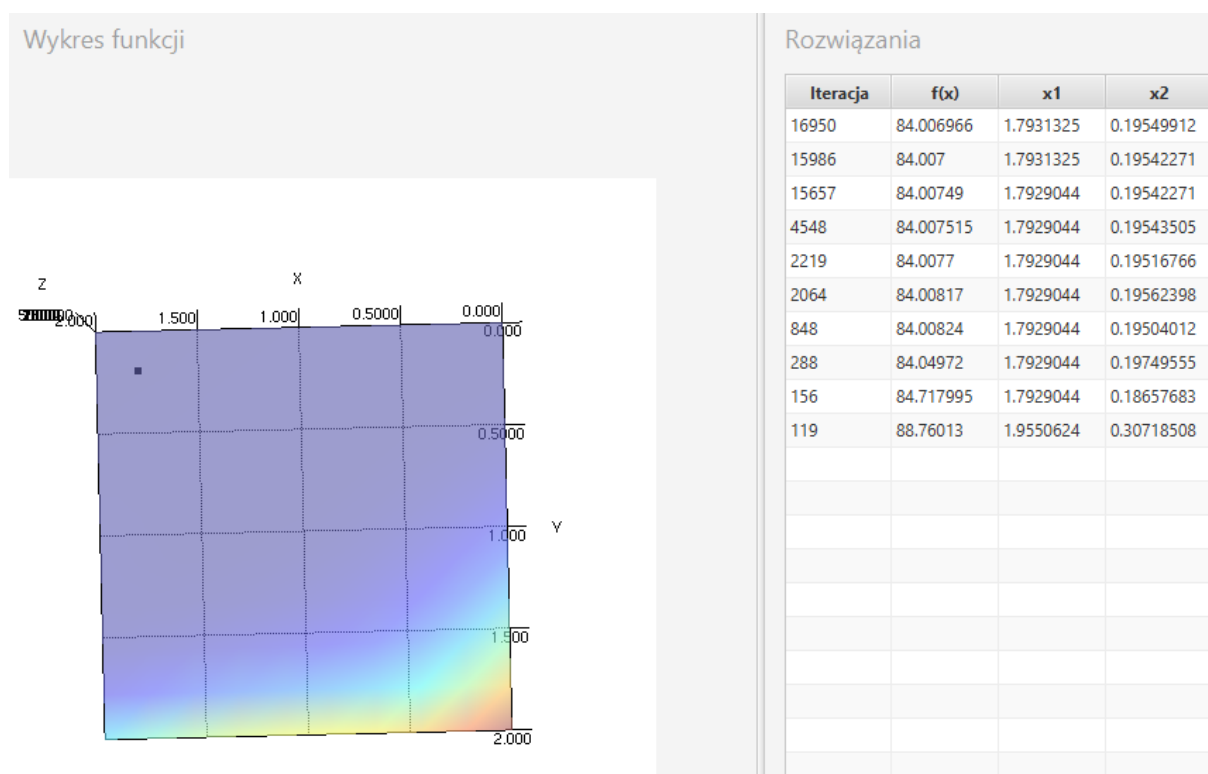 Wykres funkcji
Z
X
2.000
1.500
1.000
0.5000
0.000
0.000
0.5000
1.000
Y
1.500
2.000
Rozwiązania
Iteracja f(x) x1 x2
16950 84.006966 1.7931325 0.19549912
15986 84.007 1.7931325 0.19542271
15657 84.00749 1.7929044 0.19542271
4548 84.007515 1.7929044 0.19543505
2219 84.0077 1.7929044 0.19516766
2064 84.00817 1.7929044 0.19562398
848 84.00824 1.7929044 0.19504012
288 84.04972 1.7929044 0.19749555
156 84.717995 1.7929044 0.18657683
119 88.76013 1.9550624 0.30718508